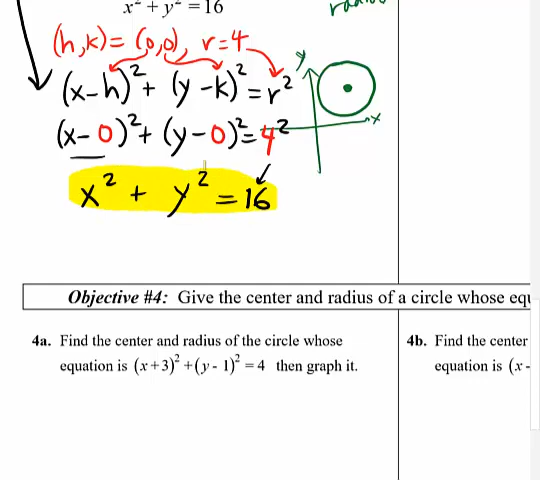 x² + y² = 16
(h,k) = (0,0), r=4
(x-h)² + (y-k)² = r²
y
x
(x-0)² + (y-0)² = 4²
x² + y² = 16
Objective #4: Give the center and radius of a circle whose
4a. Find the center and radius of the circle whose
equation is (x+3)² +(y- 1)² = 4 then graph it.
4b. Find the center
equation is (x -